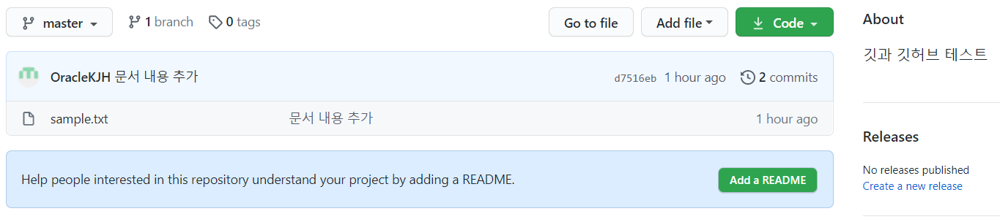 master 1 branch 0 tags Go to file Add file Code
OracleKJH 문서 내용 추가 d7516eb 1 hour ago 2 commits
sample.txt 문서 내용 추가 1 hour ago
Help people interested in this repository understand your project by adding a README. Add a README
About
깃과 깃허브 테스트
Releases
No releases published
Create a new release